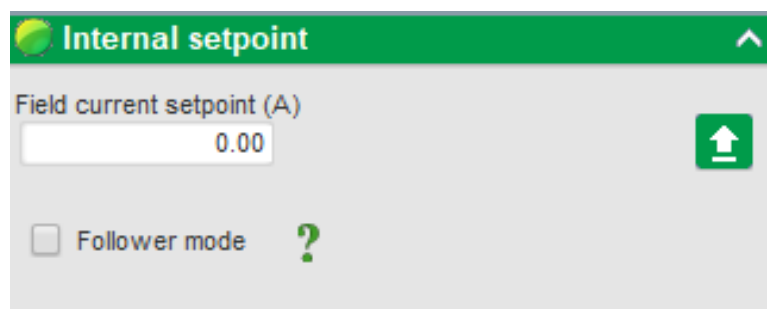 Internal setpoint
Field current setpoint (A)
0.00
Follower mode ?